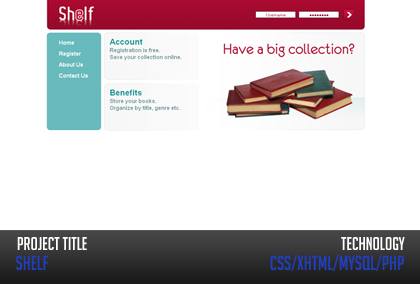 Shelf
Username
••••••••
Home
Register
About Us
Contact Us
Account
Registration is free.
Save your collection online.
Benefits
Store your books.
Organize by title, genre etc.
Have a big collection?
PROJECT TITLE
SHELF
TECHNOLOGY
CSS/XHTML/MYSQL/PHP